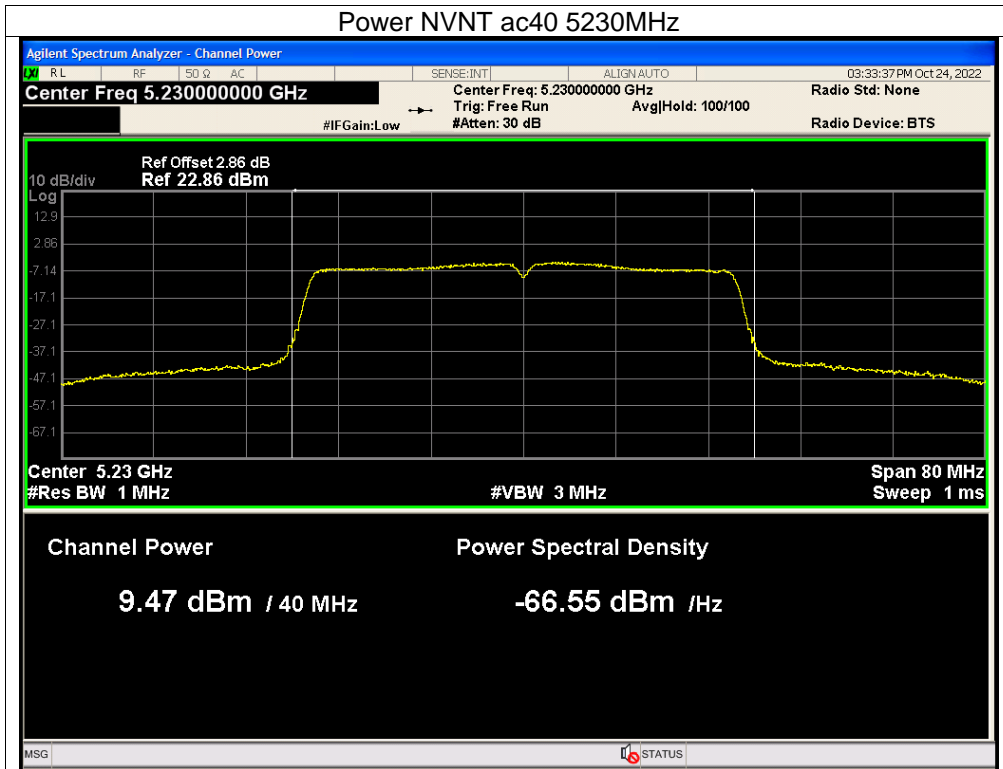 Power NVNT ac40 5230MHz
Agilent Spectrum Analyzer - Channel Power
LXI RL RF 50 Ω AC SENSE:INT ALIGN AUTO 03:33:37 PM Oct 24, 2022
Center Freq 5.230000000 GHz
Center Freq: 5.230000000 GHz
Radio Std: None
Trig: Free Run
Avg|Hold: 100/100
#IFGain:Low
#Atten: 30 dB
Radio Device: BTS
Ref Offset 2.86 dB
10 dB/div Ref 22.86 dBm
Log
12.9
2.86
-7.14
-17.1
-27.1
-37.1
-47.1
-57.1
-67.1
Center 5.23 GHz
Span 80 MHz
#Res BW 1 MHz
#VBW 3 MHz
Sweep 1 ms
Channel Power
Power Spectral Density
9.47 dBm / 40 MHz
-66.55 dBm /Hz
MSG
STATUS